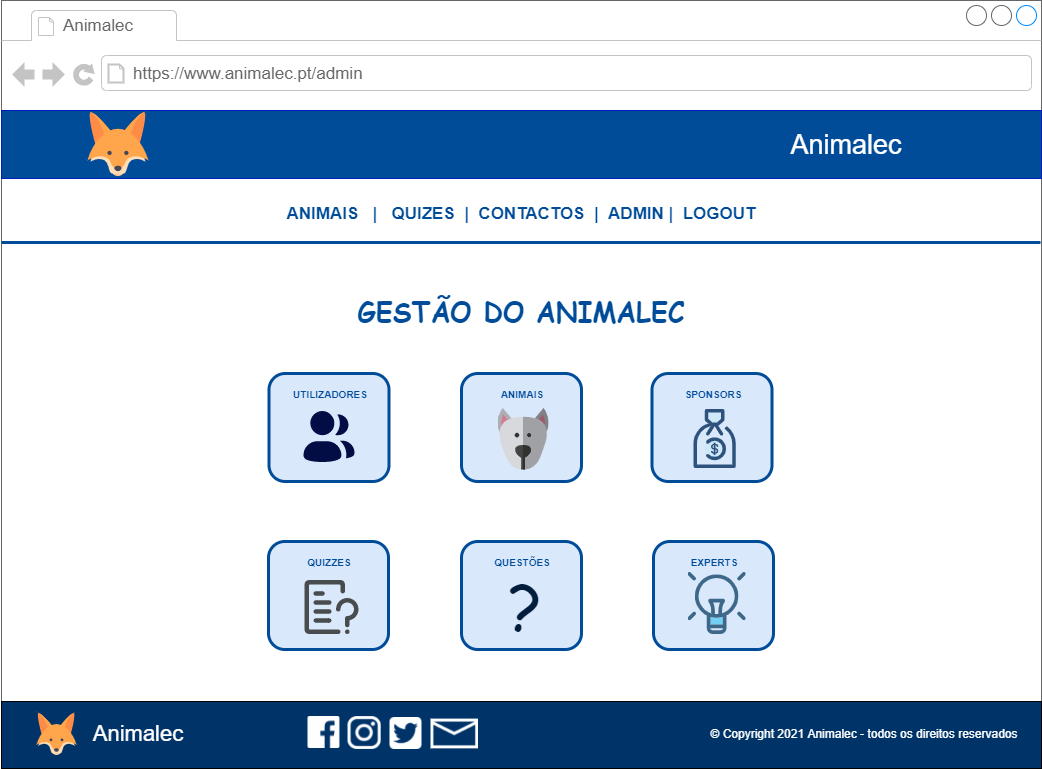 Animalec
https://www.animalec.pt/admin
Animalec
ANIMAIS | QUIZES | CONTACTOS | ADMIN | LOGOUT
GESTÃO DO ANIMALEC
UTILIZADORES
ANIMAIS
SPONSORS
$
QUIZZES
?
QUESTÕES
?
EXPERTS
Animalec
© Copyright 2021 Animalec - todos os direitos reservados